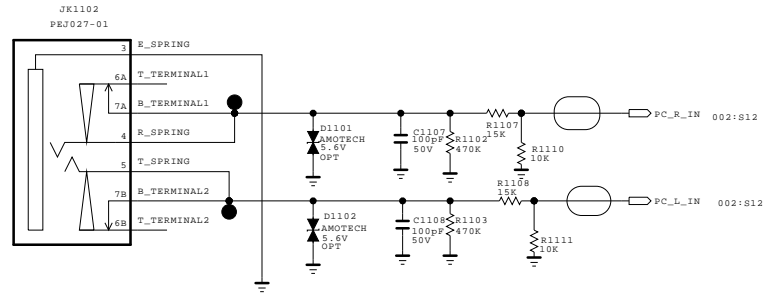 JK1102
PEJ027-01
3 E_SPRING
6A T_TERMINAL1
7A B_TERMINAL1
4 R_SPRING
5 T_SPRING
7B B_TERMINAL2
6B T_TERMINAL2
D1101
AMOTECH
5.6V
OPT
C1107
100pF
50V
R1102
470K
R1107
15K
R1110
10K
PC_R_IN 002:S12
D1102
AMOTECH
5.6V
OPT
C1108
100pF
50V
R1103
470K
R1108
15K
R1111
10K
PC_L_IN 002:S12